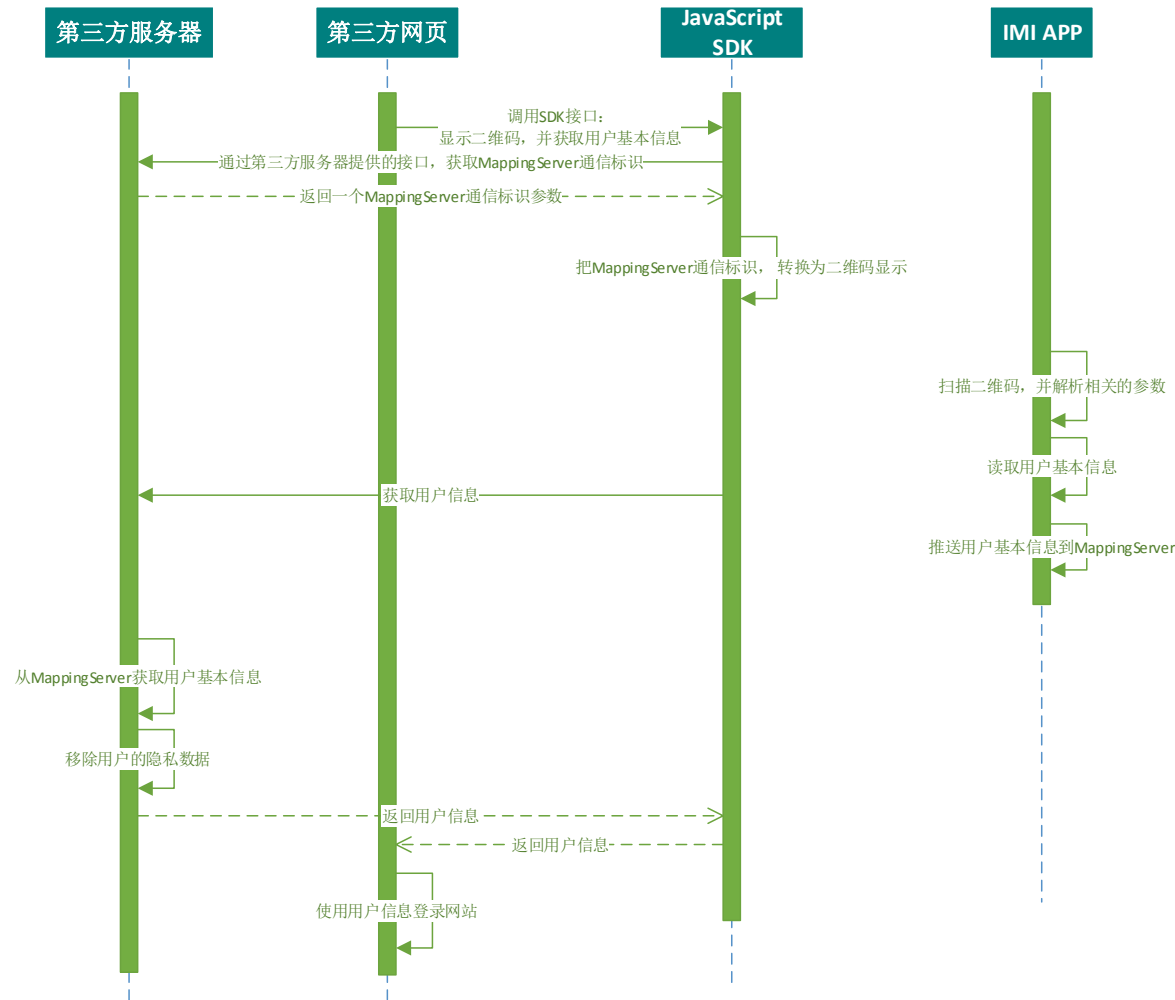 第三方服务器
第三方网页
JavaScript
SDK
IMI APP
调用SDK接口：
显示二维码，并获取用户基本信息
通过第三方服务器提供的接口，获取MappingServer通信标识
返回一个MappingServer通信标识参数
把MappingServer通信标识， 转换为二维码显示
扫描二维码，并解析相关的参数
读取用户基本信息
获取用户信息
推送用户基本信息到MappingServer
从MappingServer获取用户基本信息
移除用户的隐私数据
返回用户信息
返回用户信息
使用用户信息登录网站